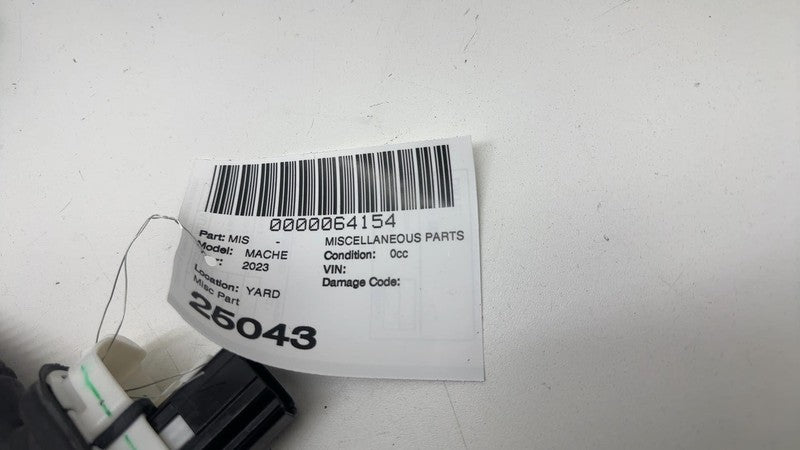 0000064154
Part: MIS - MISCELLANEOUS PARTS
Model: MACHE Condition: 0cc
2023 VIN:
Location: YARD Damage Code:
Misc Part
25043